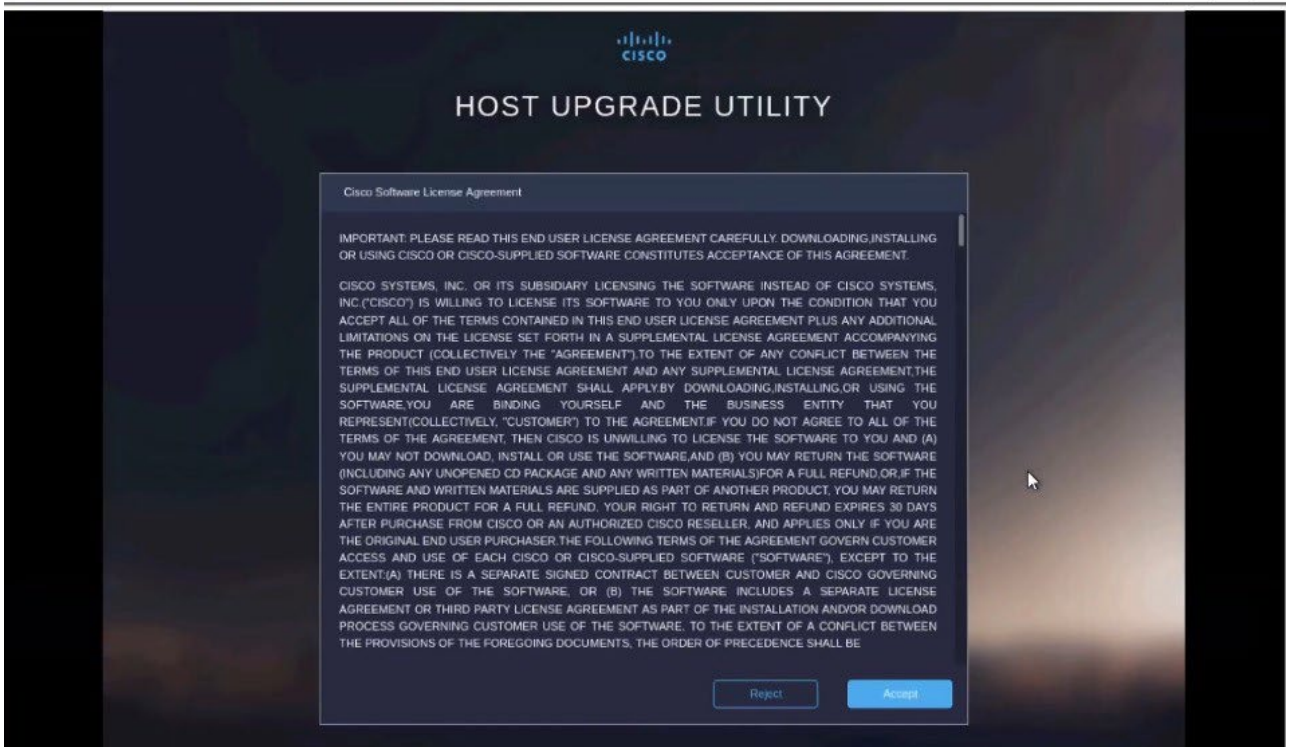 CISCO
HOST UPGRADE UTILITY
Cisco Software License Agreement
IMPORTANT: PLEASE READ THIS END USER LICENSE AGREEMENT CAREFULLY. DOWNLOADING,INSTALLING
OR USING CISCO OR CISCO-SUPPLIED SOFTWARE CONSTITUTES ACCEPTANCE OF THIS AGREEMENT.
CISCO SYSTEMS, INC. OR ITS SUBSIDIARY LICENSING THE SOFTWARE INSTEAD OF CISCO SYSTEMS,
INC.("CISCO") IS WILLING TO LICENSE ITS SOFTWARE TO YOU ONLY UPON THE CONDITION THAT YOU
ACCEPT ALL OF THE TERMS CONTAINED IN THIS END USER LICENSE AGREEMENT PLUS ANY ADDITIONAL
LIMITATIONS ON THE LICENSE SET FORTH IN A SUPPLEMENTAL LICENSE AGREEMENT ACCOMPANYING
THE PRODUCT (COLLECTIVELY THE "AGREEMENT").TO THE EXTENT OF ANY CONFLICT BETWEEN THE
TERMS OF THIS END USER LICENSE AGREEMENT AND ANY SUPPLEMENTAL LICENSE AGREEMENT,THE
SUPPLEMENTAL LICENSE AGREEMENT SHALL APPLY.BY DOWNLOADING,INSTALLING,OR USING THE
SOFTWARE,YOU ARE BINDING YOURSELF AND THE BUSINESS ENTITY THAT YOU
REPRESENT(COLLECTIVELY, "CUSTOMER") TO THE AGREEMENT.IF YOU DO NOT AGREE TO ALL OF THE
TERMS OF THE AGREEMENT, THEN CISCO IS UNWILLING TO LICENSE THE SOFTWARE TO YOU AND (A)
YOU MAY NOT DOWNLOAD, INSTALL OR USE THE SOFTWARE,AND (B) YOU MAY RETURN THE SOFTWARE
(INCLUDING ANY UNOPENED CD PACKAGE AND ANY WRITTEN MATERIALS)FOR A FULL REFUND,OR,IF THE
SOFTWARE AND WRITTEN MATERIALS ARE SUPPLIED AS PART OF ANOTHER PRODUCT, YOU MAY RETURN
THE ENTIRE PRODUCT FOR A FULL REFUND. YOUR RIGHT TO RETURN AND REFUND EXPIRES 30 DAYS
AFTER PURCHASE FROM CISCO OR AN AUTHORIZED CISCO RESELLER, AND APPLIES ONLY IF YOU ARE
THE ORIGINAL END USER PURCHASER.THE FOLLOWING TERMS OF THE AGREEMENT GOVERN CUSTOMER
ACCESS AND USE OF EACH CISCO OR CISCO-SUPPLIED SOFTWARE ("SOFTWARE"), EXCEPT TO THE
EXTENT:(A) THERE IS A SEPARATE SIGNED CONTRACT BETWEEN CUSTOMER AND CISCO GOVERNING
CUSTOMER USE OF THE SOFTWARE, OR (B) THE SOFTWARE INCLUDES A SEPARATE LICENSE
AGREEMENT OR THIRD PARTY LICENSE AGREEMENT AS PART OF THE INSTALLATION AND/OR DOWNLOAD
PROCESS GOVERNING CUSTOMER USE OF THE SOFTWARE. TO THE EXTENT OF A CONFLICT BETWEEN
THE PROVISIONS OF THE FOREGOING DOCUMENTS, THE ORDER OF PRECEDENCE SHALL BE
Reject
Accept